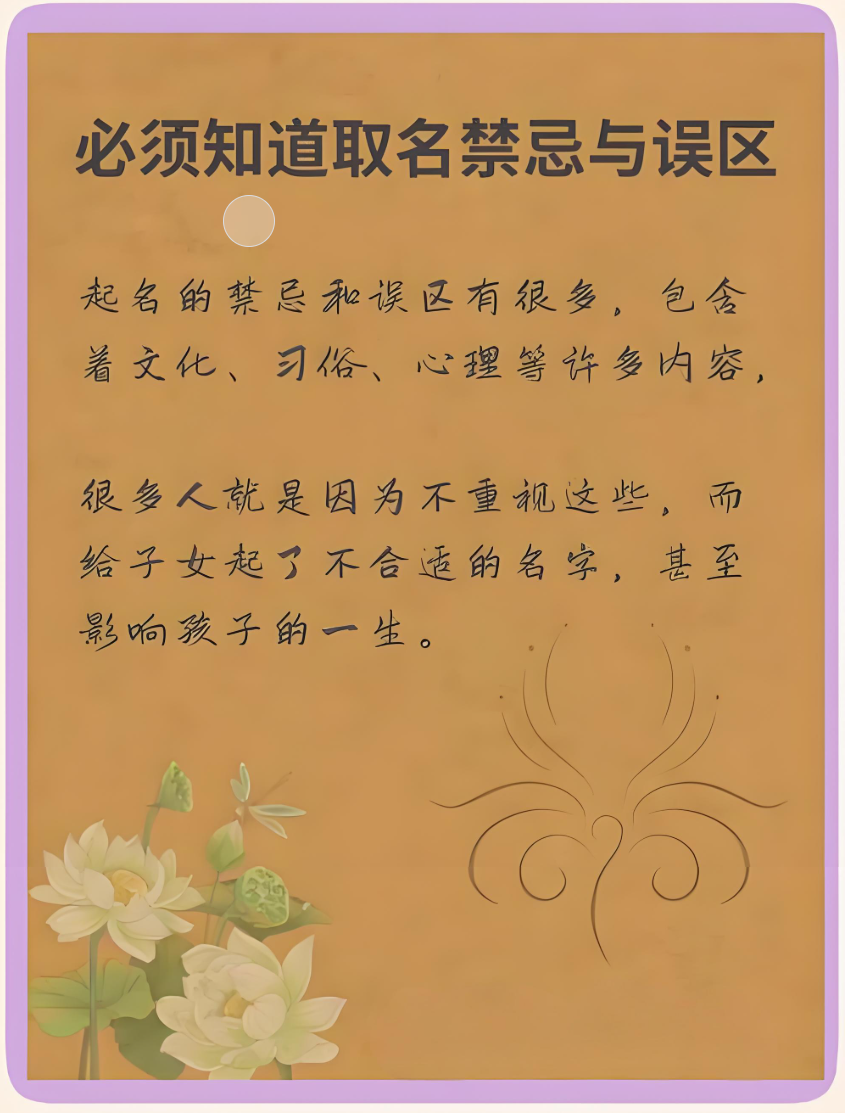 必须知道取名禁忌与误区
起名的禁忌和误区有很多。包含
着文化、习俗、心理等许多内容，
很多人就是因为不重视这些，而
给子女起了不合适的名字，甚至
影响孩子的一生。